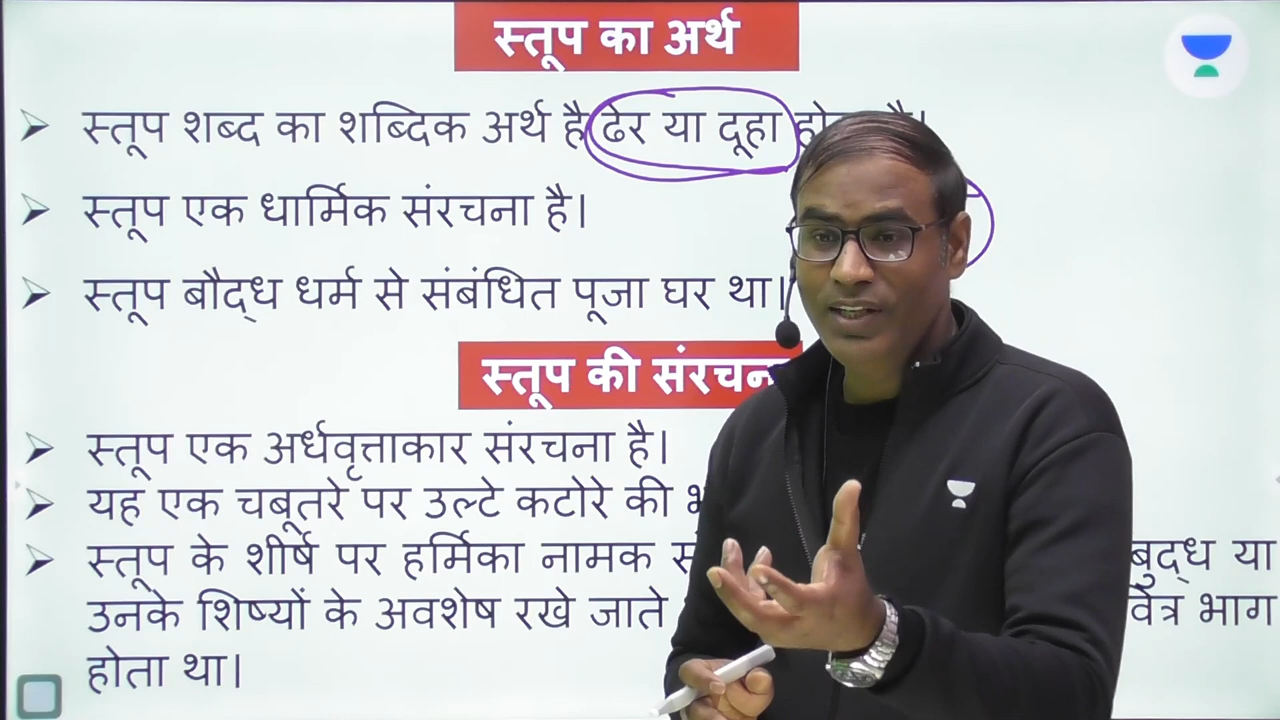 स्तूप का अर्थ
स्तूप शब्द का शब्दिक अर्थ है ढेर या दूहा है।
स्तूप एक धार्मिक संरचना है।
स्तूप बौद्ध धर्म से संबंधित पूजा घर था।
स्तूप की
स्तूप एक अर्धवृत्ताकार संरचना है।
यह एक चबूतरे पर उल्टे कटोरे की
स्तूप के शीर्ष पर हर्मिका नामक बुद्ध या
उनके शिष्यों के अवशेष रखे जाते भाग
होता था।